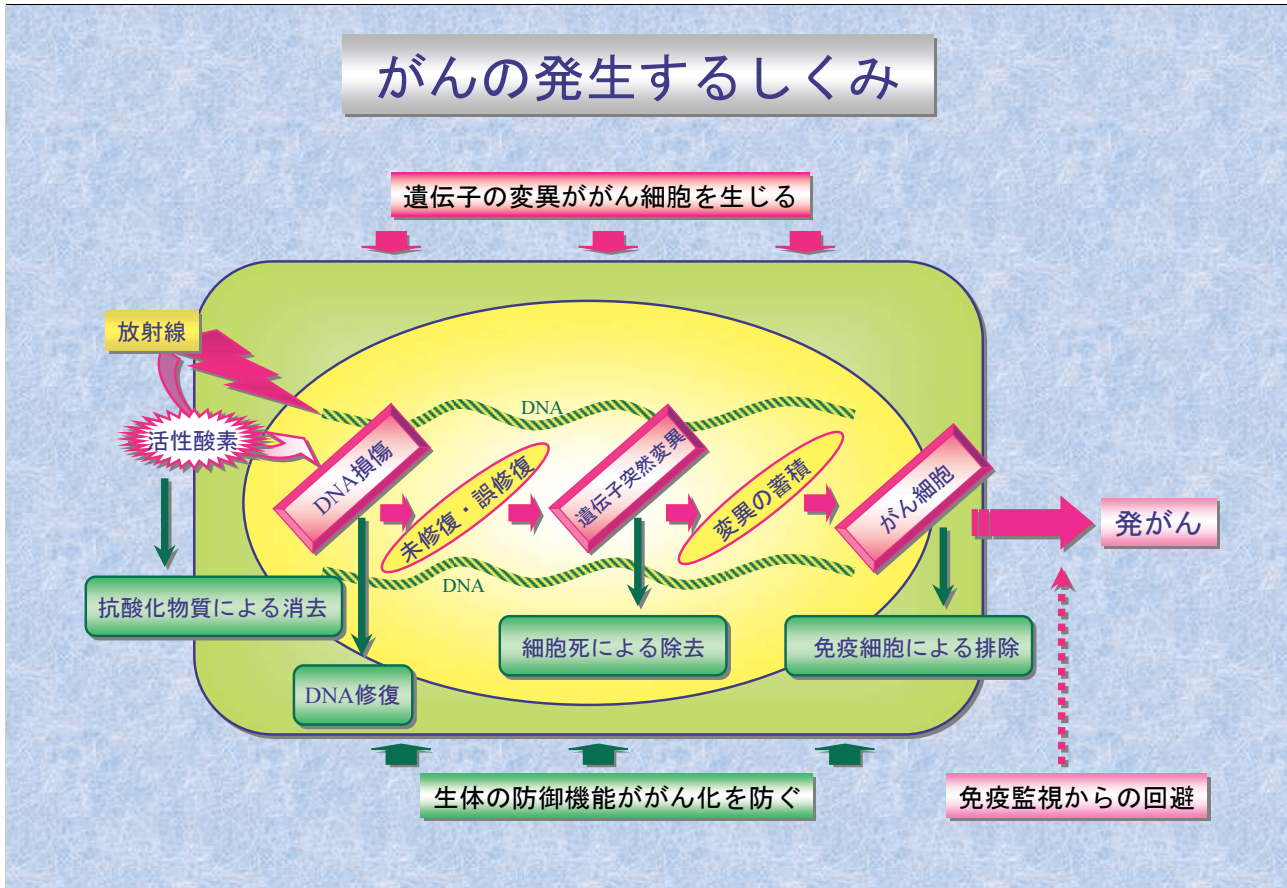 がんの発生するしくみ
遺伝子の変異ががん細胞を生じる
放射線
活性酸素
DNA
DNA損傷
未修復・誤修復
遺伝子突然変異
変異の蓄積
がん細胞
発がん
DNA
抗酸化物質による消去
DNA修復
細胞死による除去
免疫細胞による排除
生体の防御機能ががん化を防ぐ
免疫監視からの回避